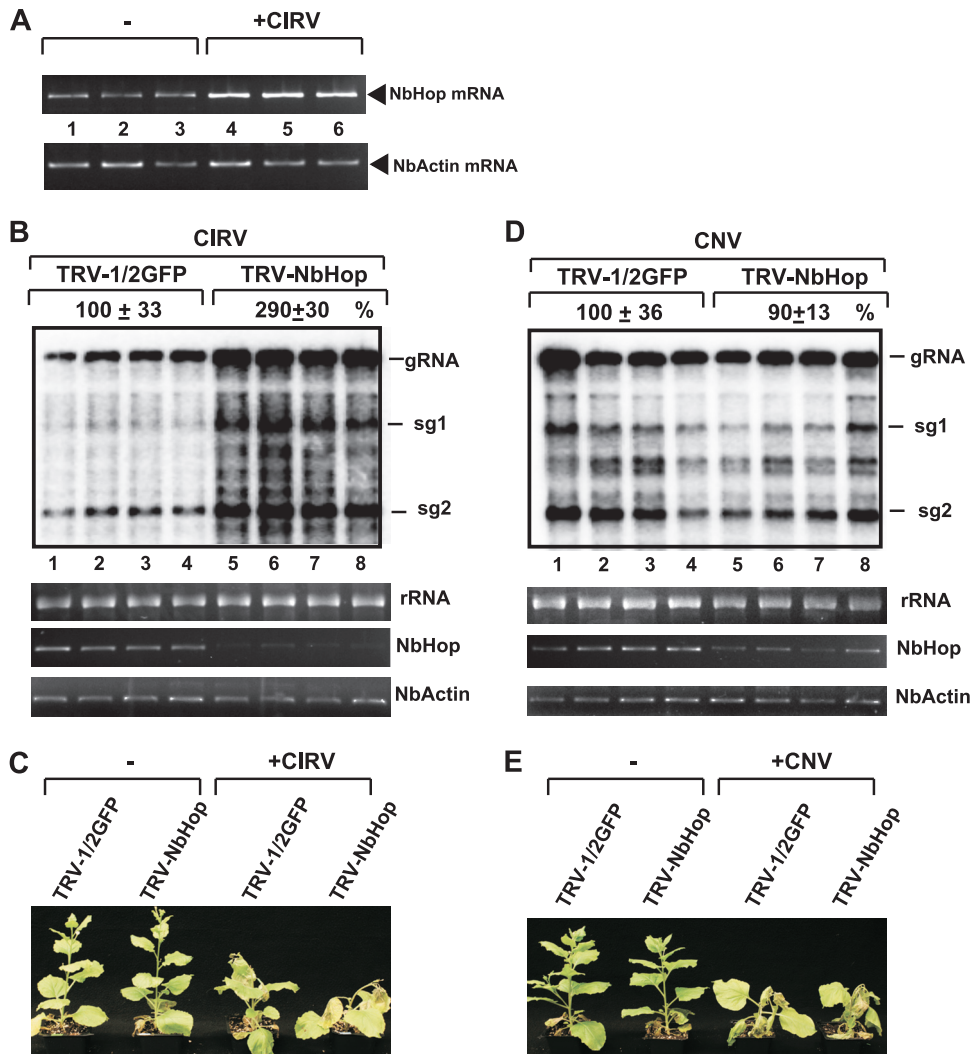 A
- +CIRV
NbHop mRNA
1 2 3 4 5 6
NbActin mRNA
B
CIRV
TRV-1/2GFP TRV-NbHop
100 ± 33 290±30 %
gRNA
sg1
sg2
1 2 3 4 5 6 7 8
rRNA
NbHop
NbActin
C
- +CIRV
TRV-1/2GFP TRV-NbHop TRV-1/2GFP TRV-NbHop
D
CNV
TRV-1/2GFP TRV-NbHop
100 ± 36 90±13 %
gRNA
sg1
sg2
1 2 3 4 5 6 7 8
rRNA
NbHop
NbActin
E
- +CNV
TRV-1/2GFP TRV-NbHop TRV-1/2GFP TRV-NbHop